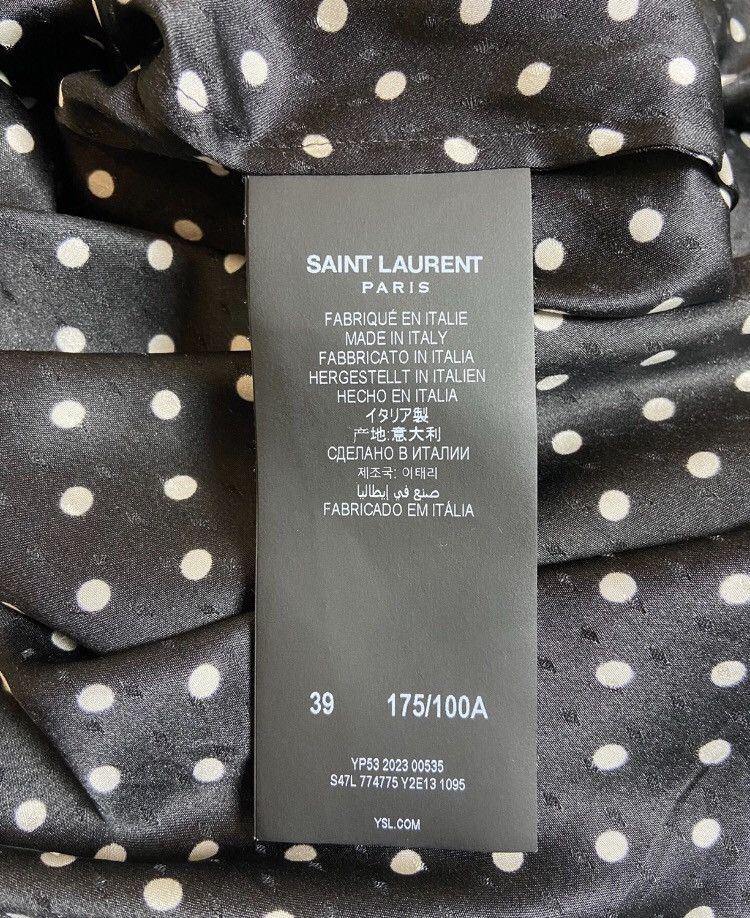 SAINT LAURENT
PARIS
FABRIQUÉ EN ITALIE
MADE IN ITALY
FABBRICATO IN ITALIA
HERGESTELLT IN ITALIEN
HECHO EN ITALIA
イタリア製
产地:意大利
СДЕЛАНО В ИТАЛИИ
제조국: 이태리
صنع في إيطاليا
FABRICADO EM ITÁLIA
39 175/100A
YP53 2023 00535
S47L 774775 Y2E13 1095
YSL.COM